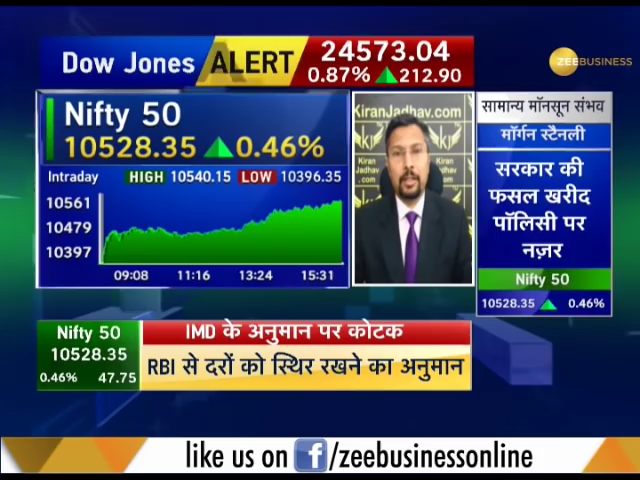 Dow Jones ALERT
24573.04
0.87% 212.90
ZEEBUSINESS
Nifty 50
10528.35 0.46%
Intraday HIGH 10540.15 LOW 10396.35
10561
10479
10397
09:08 11:16 13:24 15:31
KiranJadhav.com
Kiran
Jadhav
सामान्य मॉनसून संभव
मॉर्गन स्टैनली
सरकार की
फसल खरीद
पॉलिसी पर
नज़र
Nifty 50
10528.35 0.46%
Nifty 50
10528.35
0.46% 47.75
IMD के अनुमान पर कोटक
RBI से दरों को स्थिर रखने का अनुमान
like us on f/zeebusinessonline